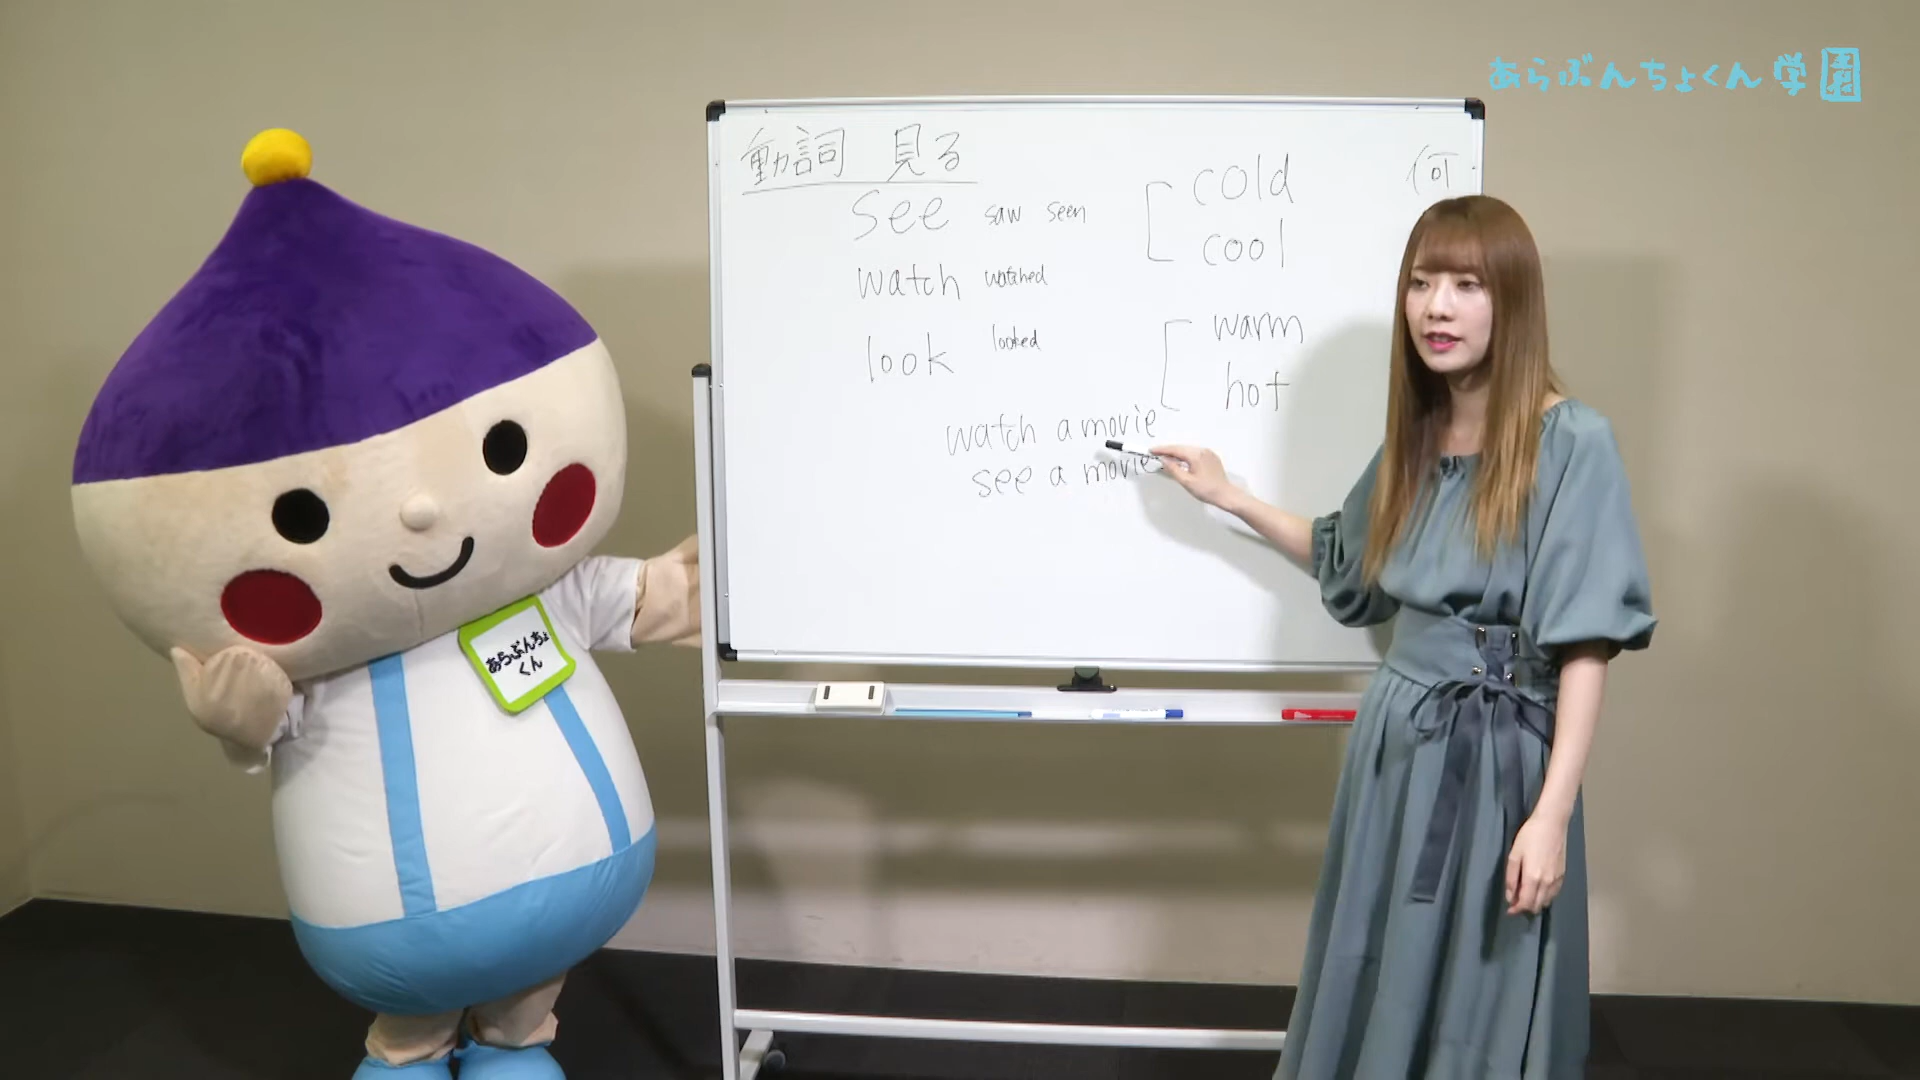 あらぶんちょくん学園
動詞 見る
see saw seen
watch watched
look looked
cold
cool
warm
hot
何
watch a movie
see a movie
あらぶんちょ
くん